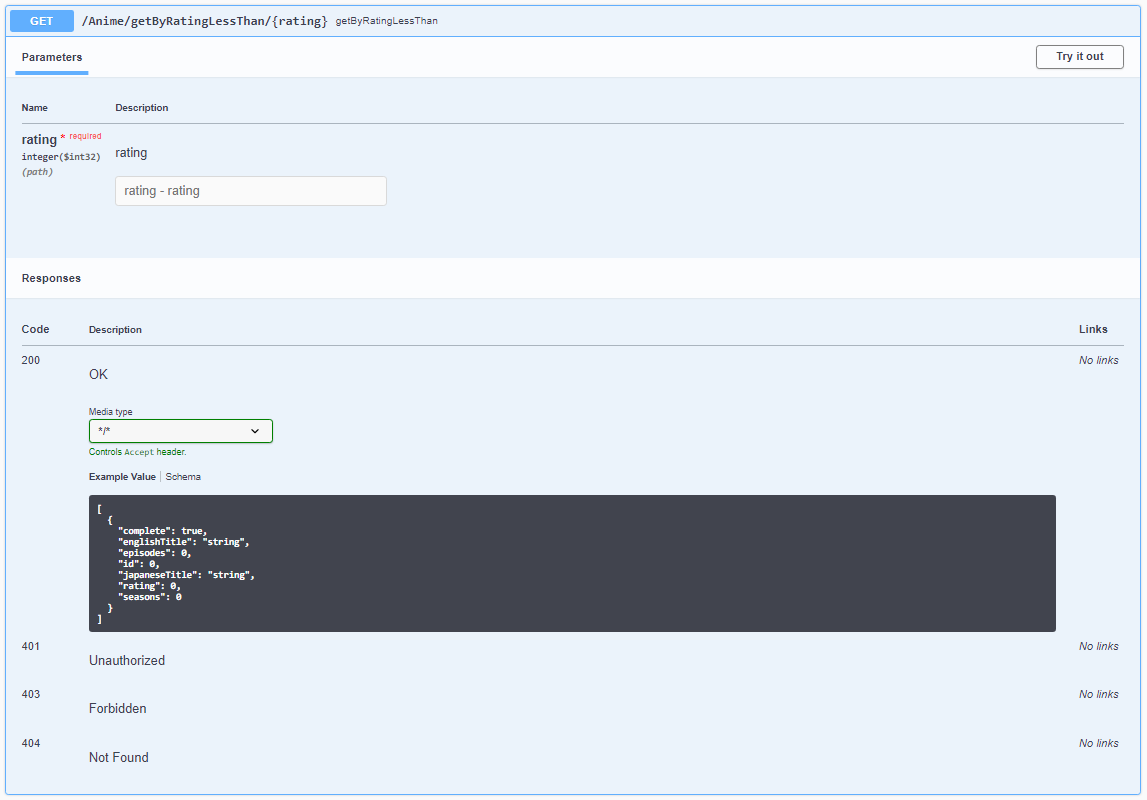 GET /Anime/getByRatingLessThan/{rating} getByRatingLessThan
Parameters
Try it out
Name Description
rating * required
integer($int32)
(path)
rating
rating - rating
Responses
Code Description Links
200 No links
OK
Media type
*/*
Controls Accept header.
Example Value Schema
[
  {
    "complete": true,
    "englishTitle": "string",
    "episodes": 0,
    "id": 0,
    "japaneseTitle": "string",
    "rating": 0,
    "seasons": 0
  }
]
401 No links
Unauthorized
403 No links
Forbidden
404 No links
Not Found